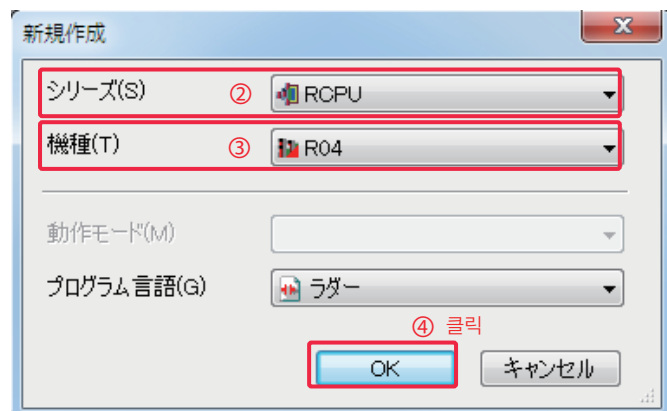 新規作成
シリーズ(S) ② RCPU
機種(T) ③ R04
動作モード(M)
プログラム言語(G) ラダー
④ 클릭
OK キャンセル